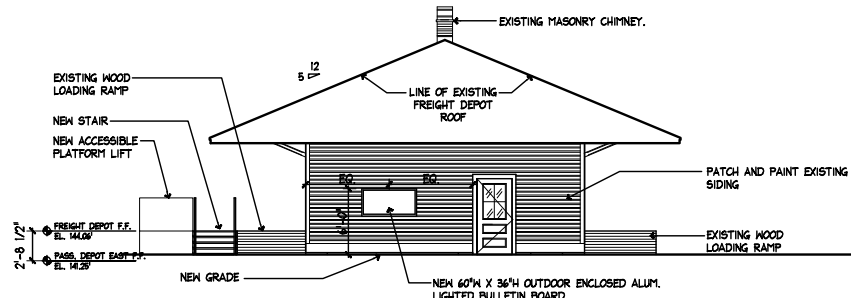 EXISTING MASONRY CHIMNEY.
12
5
EXISTING WOOD
LOADING RAMP
LINE OF EXISTING
FREIGHT DEPOT
ROOF
NEW STAIR
NEW ACCESSIBLE
PLATFORM LIFT
EQ.
EQ.
PATCH AND PAINT EXISTING
SIDING
6'-0"
FREIGHT DEPOT F.F.
EL. 144.06'
2'-8 1/2"
PASS. DEPOT EAST F.F.
EL. 141.25'
EXISTING WOOD
LOADING RAMP
NEW GRADE
NEW 60"W X 36"H OUTDOOR ENCLOSED ALUM.
LIGHTED BULLETIN BOARD